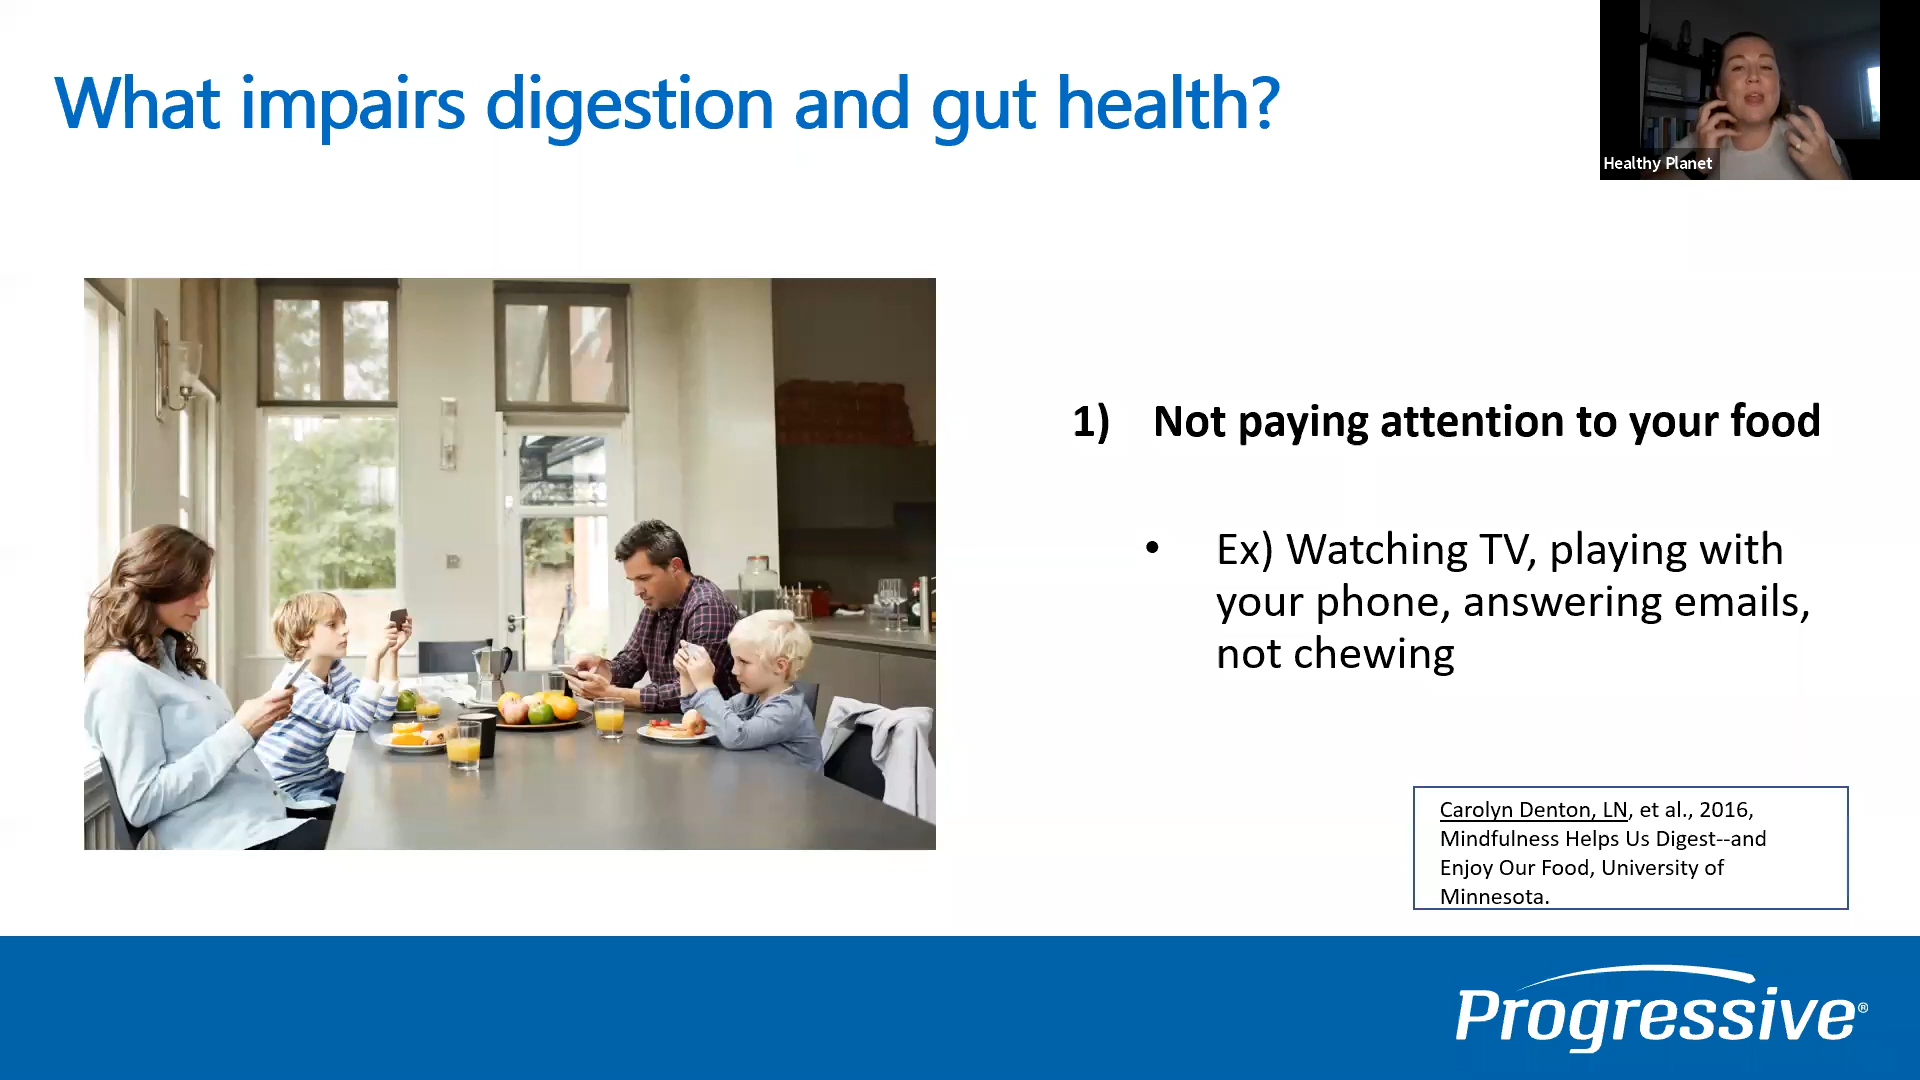 What impairs digestion and gut health?
Healthy Planet
1) Not paying attention to your food
• Ex) Watching TV, playing with
your phone, answering emails,
not chewing
Carolyn Denton, LN, et al., 2016,
Mindfulness Helps Us Digest--and
Enjoy Our Food, University of
Minnesota.
Progressive®